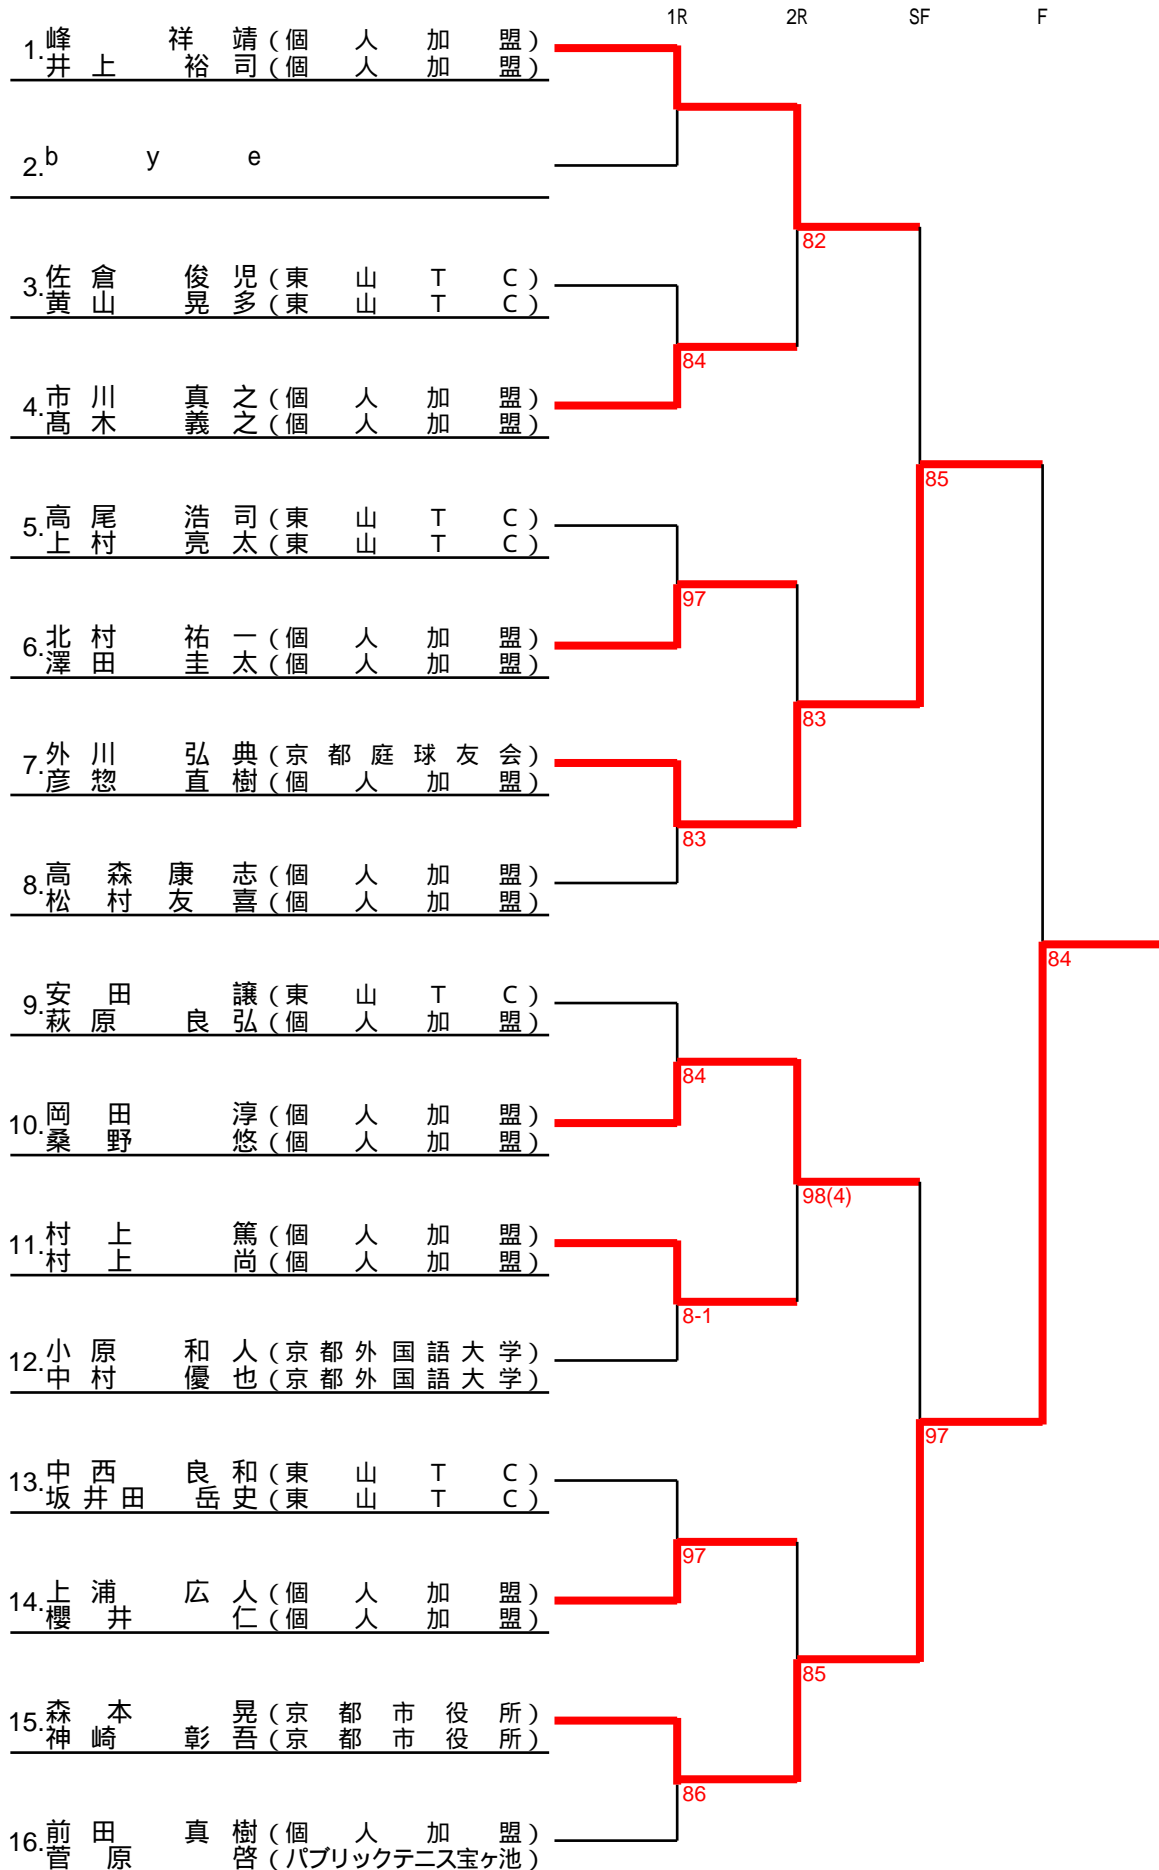 1R 2R SF F
1. 峰 祥 靖 ( 個 人 加 盟 )
井 上 裕 司 ( 個 人 加 盟 )
2. b y e
82
3. 佐 倉 俊 児 ( 東 山 T C )
黄 山 晃 多 ( 東 山 T C )
84
4. 市 川 真 之 ( 個 人 加 盟 )
髙 木 義 之 ( 個 人 加 盟 )
85
5. 高 尾 浩 司 ( 東 山 T C )
上 村 亮 太 ( 東 山 T C )
97
6. 北 村 祐 一 ( 個 人 加 盟 )
澤 田 圭 太 ( 個 人 加 盟 )
83
7. 外 川 弘 典 ( 京 都 庭 球 友 会 )
彦 惣 直 樹 ( 個 人 加 盟 )
83
8. 高 森 康 志 ( 個 人 加 盟 )
松 村 友 喜 ( 個 人 加 盟 )
84
9. 安 田 譲 ( 東 山 T C )
萩 原 良 弘 ( 個 人 加 盟 )
84
10. 岡 田 淳 ( 個 人 加 盟 )
桑 野 悠 ( 個 人 加 盟 )
98(4)
11. 村 上 篤 ( 個 人 加 盟 )
村 上 尚 ( 個 人 加 盟 )
8-1
12. 小 原 和 人 ( 京 都 外 国 語 大 学 )
中 村 優 也 ( 京 都 外 国 語 大 学 )
97
13. 中 西 良 和 ( 東 山 T C )
坂 井 田 岳 史 ( 東 山 T C )
97
14. 上 浦 広 人 ( 個 人 加 盟 )
櫻 井 仁 ( 個 人 加 盟 )
85
15. 森 本 晃 ( 京 都 市 役 所 )
神 崎 彰 吾 ( 京 都 市 役 所 )
86
16. 前 田 真 樹 ( 個 人 加 盟 )
菅 原 啓 ( パブリックテニス宝ヶ池 )